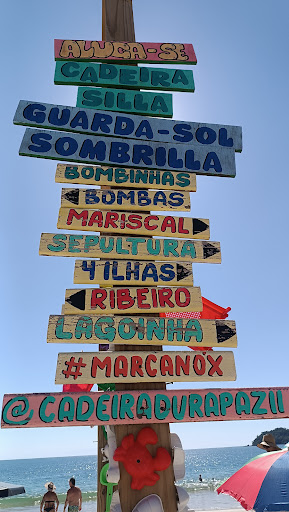 ALUGA-SE
CADEIRA
SILLA
GUARDA-SOL
SOMBRILLA
BOMBINHAS
BOMBAS
MARISCAL
SEPULTURA
4 ILHAS
RIBEIRO
LAGOINHA
#MARCANOX
@CADEIRADURAPAZII